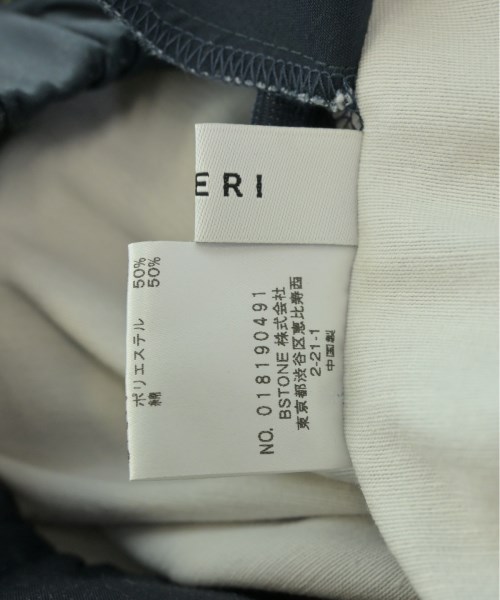 ERI
ポリエステル 50%
綿 50%
NO. 018190491
BSTONE 株式会社
東京都渋谷区恵比寿西
2-21-1
中国製